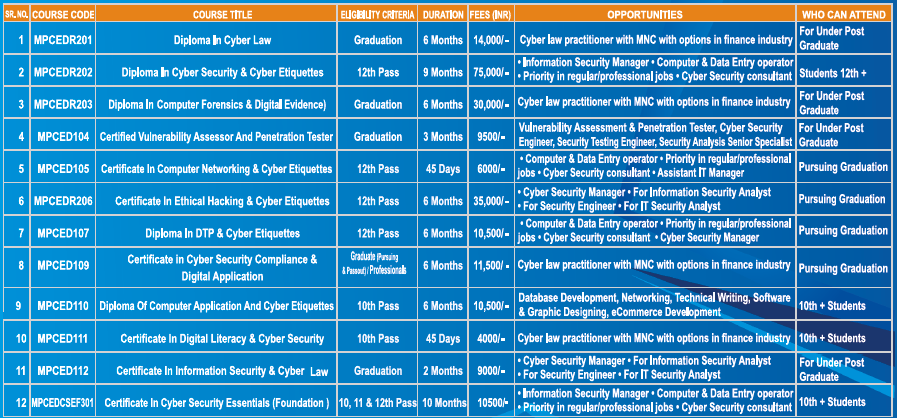 SR. NO. COURSE CODE COURSE TITLE ELIGIBILITY CRITERIA DURATION FEES (INR) OPPORTUNITIES WHO CAN ATTEND
1 MPCEDR201 Diploma In Cyber Law Graduation 6 Months 14,000/- Cyber law practitioner with MNC with options in finance industry For Under Post
Graduate
2 MPCEDR202 Diploma In Cyber Security & Cyber Etiquettes 12th Pass 9 Months 75,000/- • Information Security Manager • Computer & Data Entry operator
• Priority in regular/professional jobs • Cyber Security consultant Students 12th +
3 MPCEDR203 Diploma In Computer Forensics & Digital Evidence) Graduation 6 Months 30,000/- Cyber law practitioner with MNC with options in finance industry For Under Post
Graduate
4 MPCED104 Certified Vulnerability Assessor And Penetration Tester Graduation 3 Months 9500/- Vulnerability Assessment & Penetration Tester, Cyber Security
Engineer, Security Testing Engineer, Security Analysis Senior Specialist For Under Post
Graduate
5 MPCED105 Certificate In Computer Networking & Cyber Etiquettes 12th Pass 45 Days 6000/- • Computer & Data Entry operator • Priority in regular/professional
jobs • Cyber Security consultant • Assistant IT Manager Pursuing Graduation
6 MPCEDR206 Certificate In Ethical Hacking & Cyber Etiquettes 12th Pass 6 Months 35,000/- • Cyber Security Manager • For Information Security Analyst
• For Security Engineer • For IT Security Analyst Pursuing Graduation
7 MPCED107 Diploma In DTP & Cyber Etiquettes 12th Pass 6 Months 10,500/- • Computer & Data Entry operator • Priority in regular/professional
jobs • Cyber Security consultant • Cyber Security Manager Pursuing Graduation
8 MPCED109 Certificate in Cyber Security Compliance &
Digital Application Graduate (Pursuing
& Passout) / Professionals 6 Months 11,500/- Cyber law practitioner with MNC with options in finance industry Pursuing Graduation
9 MPCED110 Diploma Of Computer Application And Cyber Etiquettes 10th Pass 6 Months 10,500/- Database Development, Networking, Technical Writing, Software
& Graphic Designing, eCommerce Development 10th + Students
10 MPCED111 Certificate In Digital Literacy & Cyber Security 10th Pass 45 Days 4000/- Cyber law practitioner with MNC with options in finance industry 10th + Students
11 MPCED112 Certificate In Information Security & Cyber Law Graduation 2 Months 9000/- • Cyber Security Manager • For Information Security Analyst
• For Security Engineer • For IT Security Analyst For Under Post
Graduate
12 MPCEDCSEF301 Certificate In Cyber Security Essentials (Foundation ) 10, 11 & 12th Pass 10 Months 10500/- • Information Security Manager • Computer & Data Entry operator
• Priority in regular/professional jobs • Cyber Security consultant 10th + Students